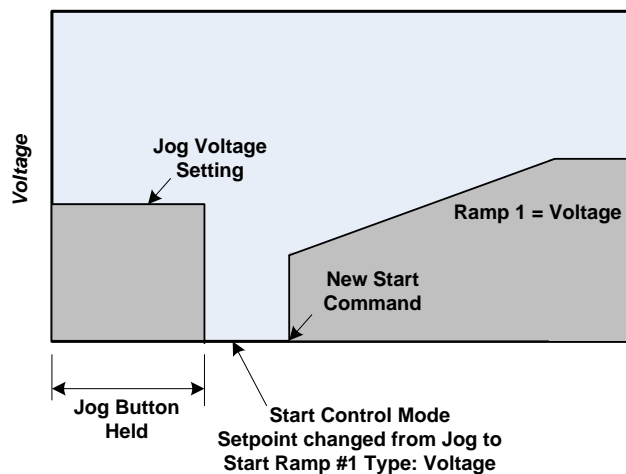 Voltage
Jog Voltage
Setting
Ramp 1 = Voltage
New Start
Command
Jog Button
Held
Start Control Mode
Setpoint changed from Jog to
Start Ramp #1 Type: Voltage